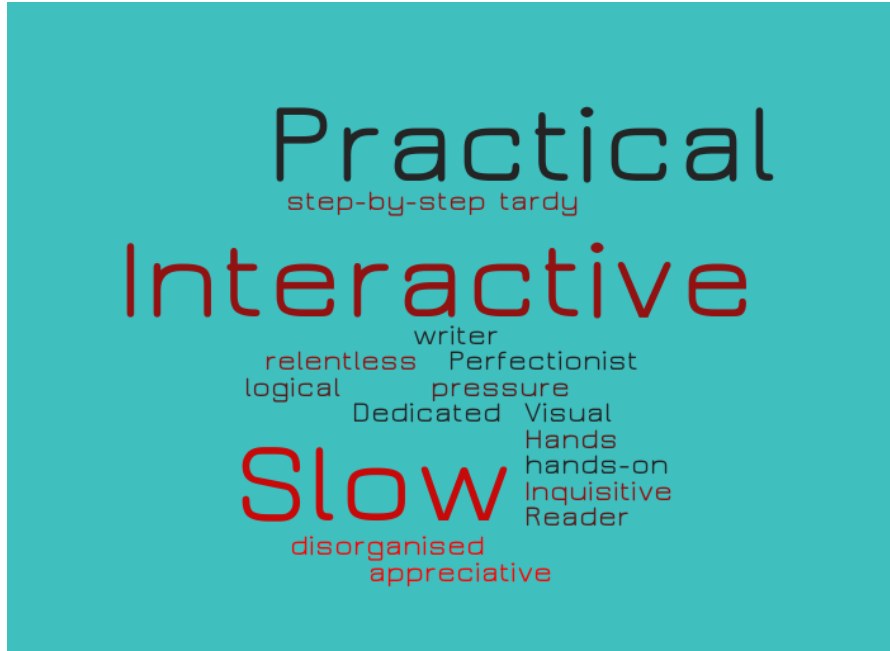 Practical
step-by-step tardy
Interactive
writer
relentless Perfectionist
logical pressure
Dedicated Visual
Hands
hands-on
Slow
Inquisitive
Reader
disorganised
appreciative